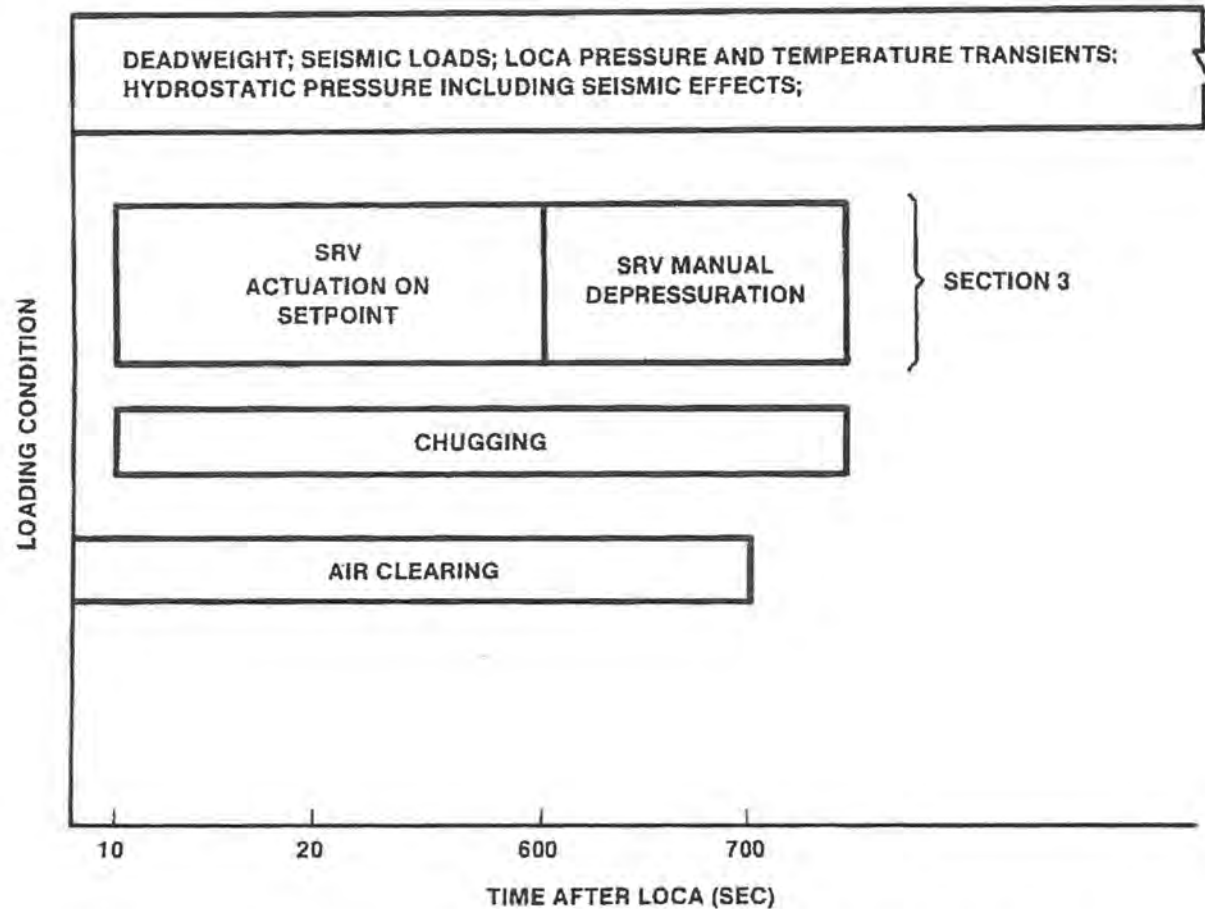 DEADWEIGHT; SEISMIC LOADS; LOCA PRESSURE AND TEMPERATURE TRANSIENTS;
HYDROSTATIC PRESSURE INCLUDING SEISMIC EFFECTS;
SRV
ACTUATION ON
SETPOINT
SRV MANUAL
DEPRESSURATION
SECTION 3
CHUGGING
AIR CLEARING
LOADING CONDITION
10 20 600 700
TIME AFTER LOCA (SEC)